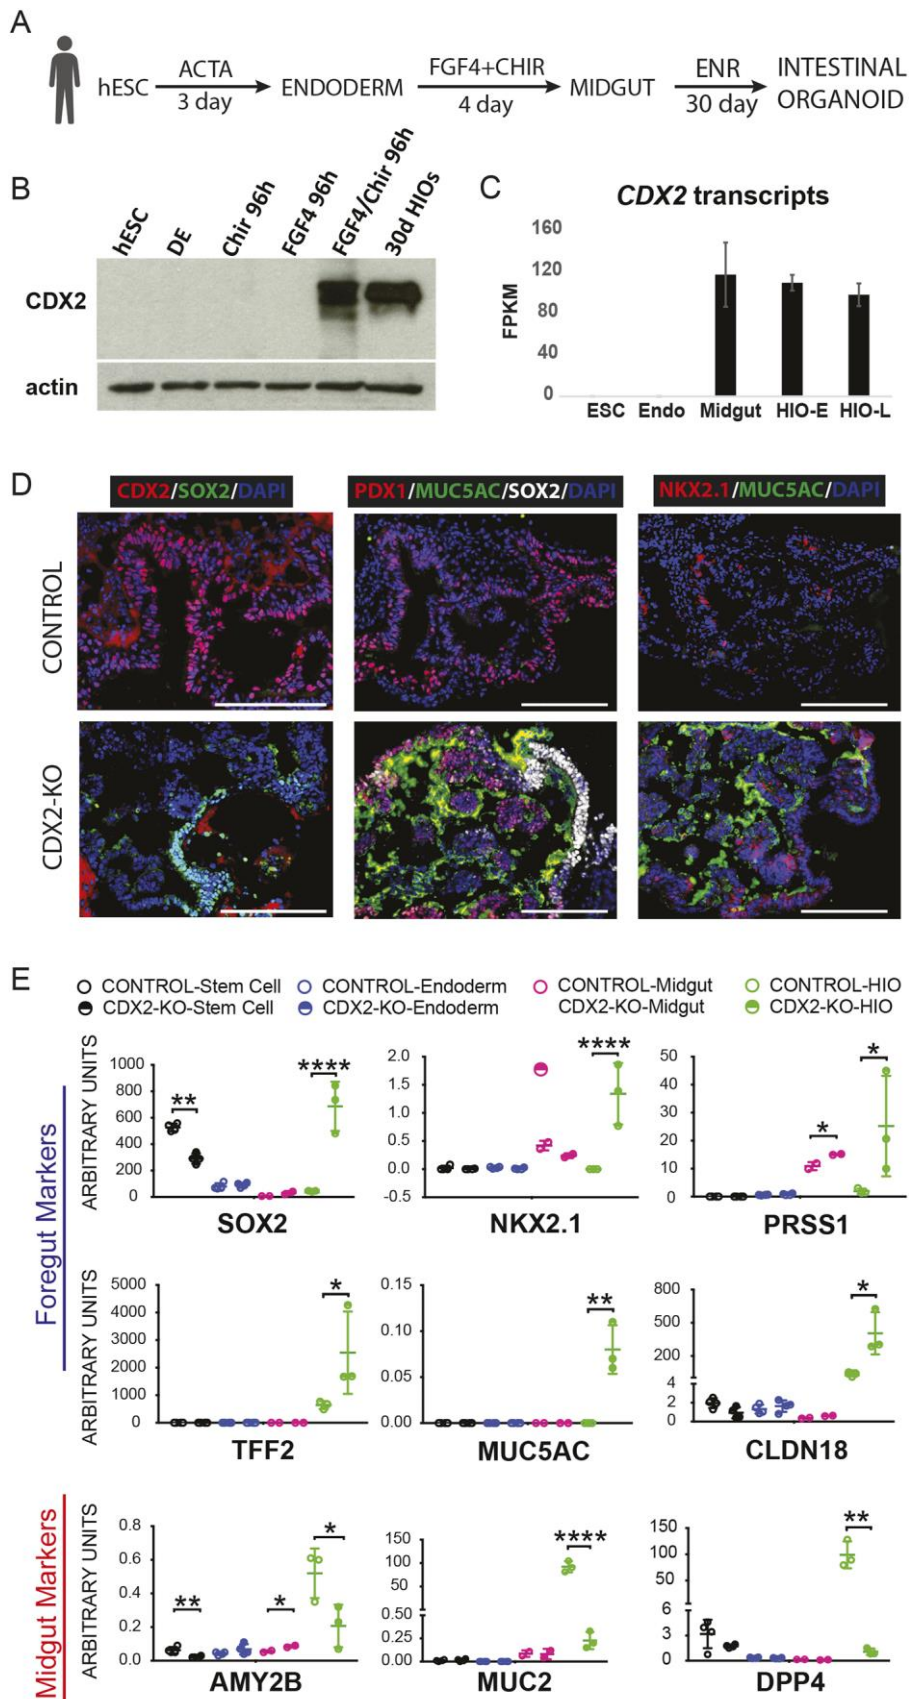 A
hESC
ACTA
3 day
ENDODERM
FGF4+CHIR
4 day
MIDGUT
ENR
30 day
INTESTINAL
ORGANOID
B
hESC
DE
Chir 96h
FGF4 96h
FGF4/Chir 96h
30d HIOs
CDX2
actin
C
CDX2 transcripts
FPKM
160
120
80
40
0
ESC Endo Midgut HIO-E HIO-L
D
CDX2/SOX2/DAPI
PDX1/MUC5AC/SOX2/DAPI
NKX2.1/MUC5AC/DAPI
CONTROL
CDX2-KO
E
CONTROL-Stem Cell CONTROL-Endoderm CONTROL-Midgut CONTROL-HIO
CDX2-KO-Stem Cell CDX2-KO-Endoderm CDX2-KO-Midgut CDX2-KO-HIO
Foregut Markers
ARBITRARY UNITS
1000
800
600
400
200
0
**
****
SOX2
2.0
1.5
1.0
0.5
0.0
-0.5
****
NKX2.1
50
40
30
20
10
0
*
*
PRSS1
ARBITRARY UNITS
5000
4000
3000
2000
1000
0
*
TFF2
0.15
0.10
0.05
0.00
**
MUC5AC
800
500
200
4
2
0
*
CLDN18
Midgut Markers
ARBITRARY UNITS
0.8
0.6
0.4
0.2
0.0
**
*
*
AMY2B
150
100
50
0.50
0.25
0.00
****
MUC2
150
100
50
6
3
0
**
DPP4